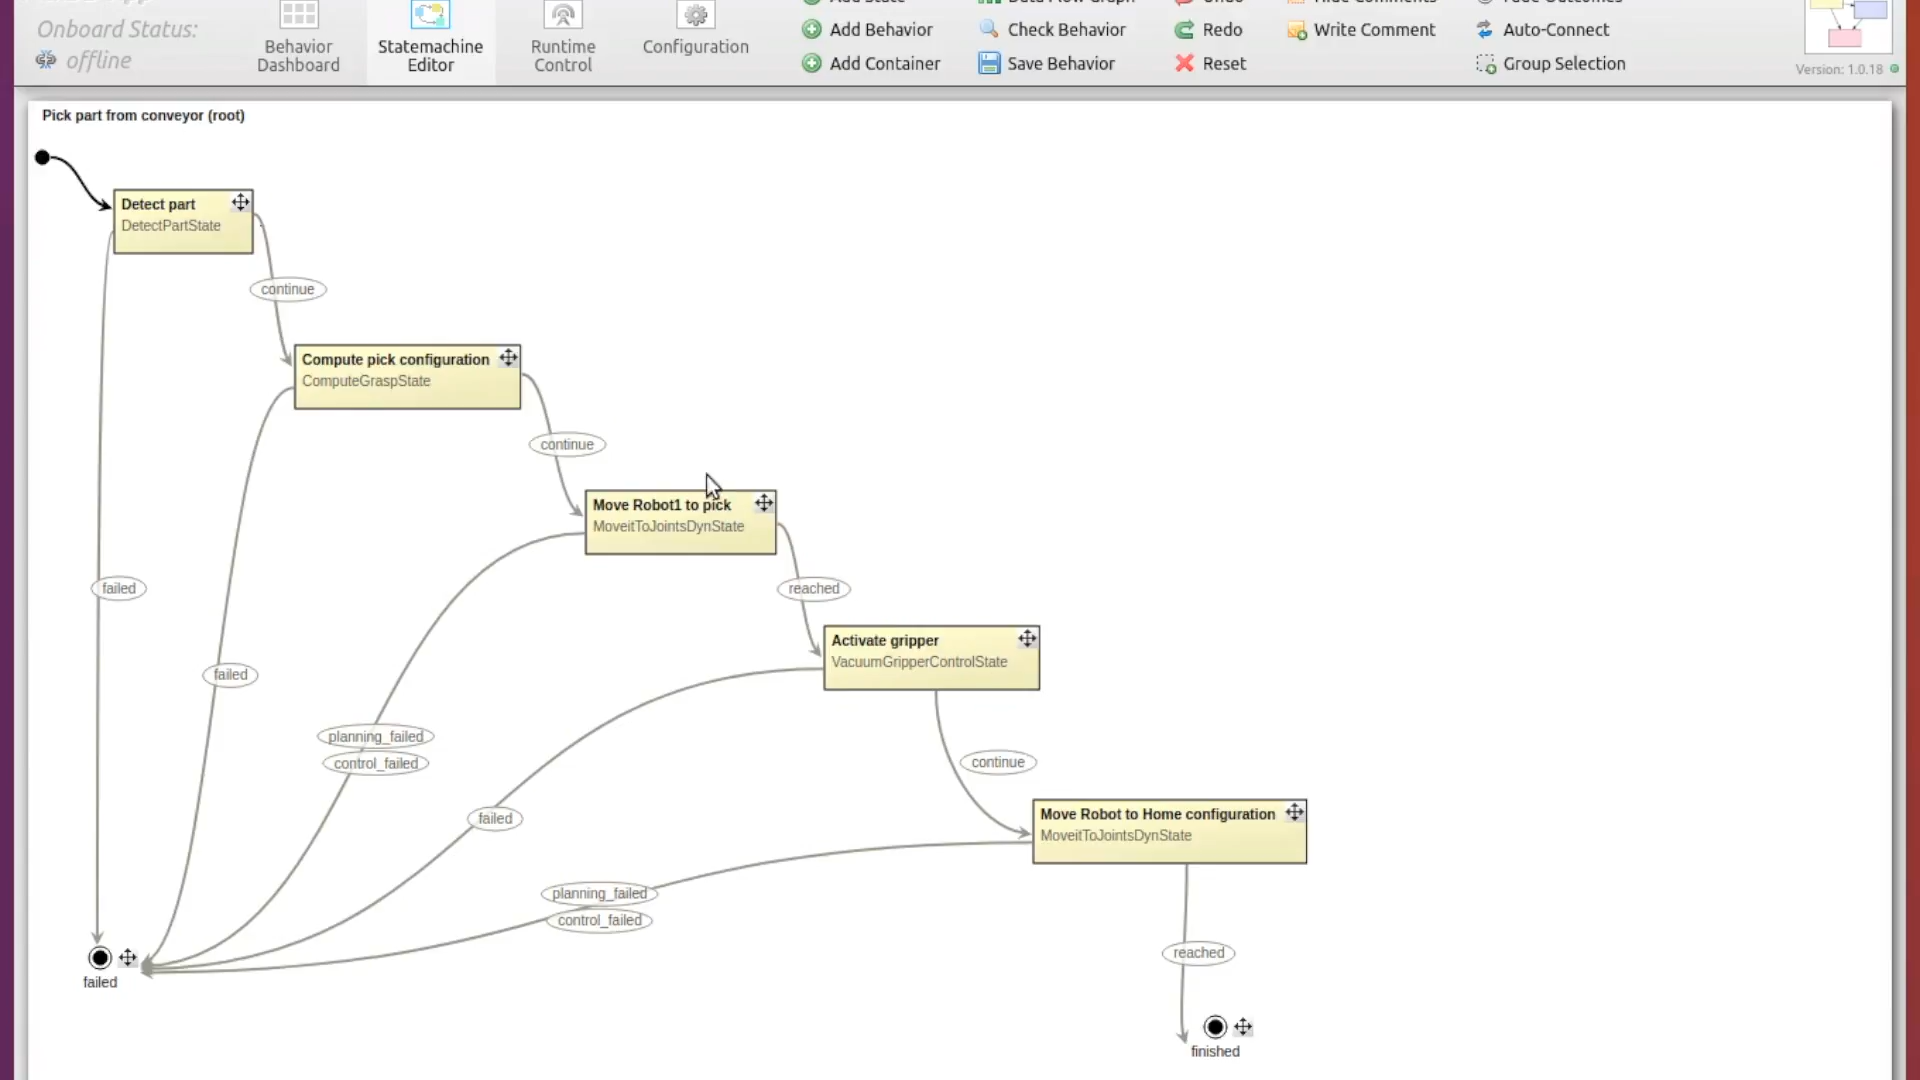 Onboard Status:
offline
Behavior
Dashboard
Statemachine
Editor
Runtime
Control
Configuration
Add Behavior
Add Container
Check Behavior
Save Behavior
Redo
Reset
Write Comment
Auto-Connect
Group Selection
Version: 1.0.18
Pick part from conveyor (root)
Detect part
DetectPartState
continue
Compute pick configuration
ComputeGraspState
continue
Move Robot1 to pick
MoveitToJointsDynState
failed
reached
Activate gripper
VacuumGripperControlState
failed
planning_failed
control_failed
continue
failed
Move Robot to Home configuration
MoveitToJointsDynState
planning_failed
control_failed
reached
failed
finished